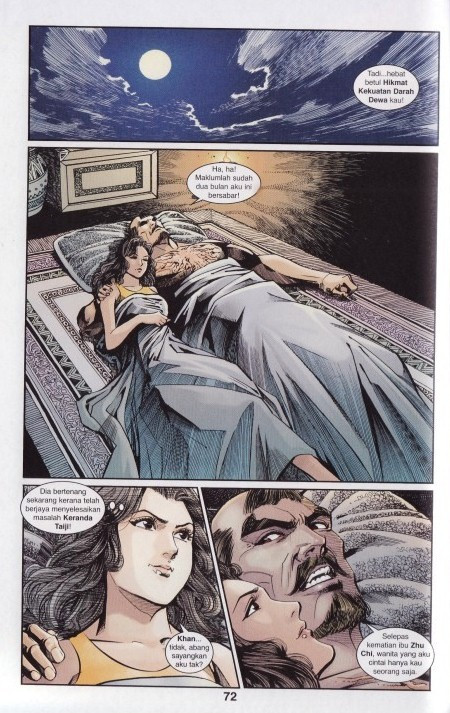 Tadi...hebat
betul Hikmat
Kekuatan Darah
Dewa kau!
Ha, ha!
Maklumlah sudah
dua bulan aku ini
bersabar!
Dia bertenang
sekarang kerana telah
berjaya menyelesaikan
masalah Keranda
Taiji!
Khan...
tidak, abang
sayangkan
aku tak?
Selepas
kematian ibu Zhu
Chi, wanita yang aku
cintai hanya kau
seorang saja.
72